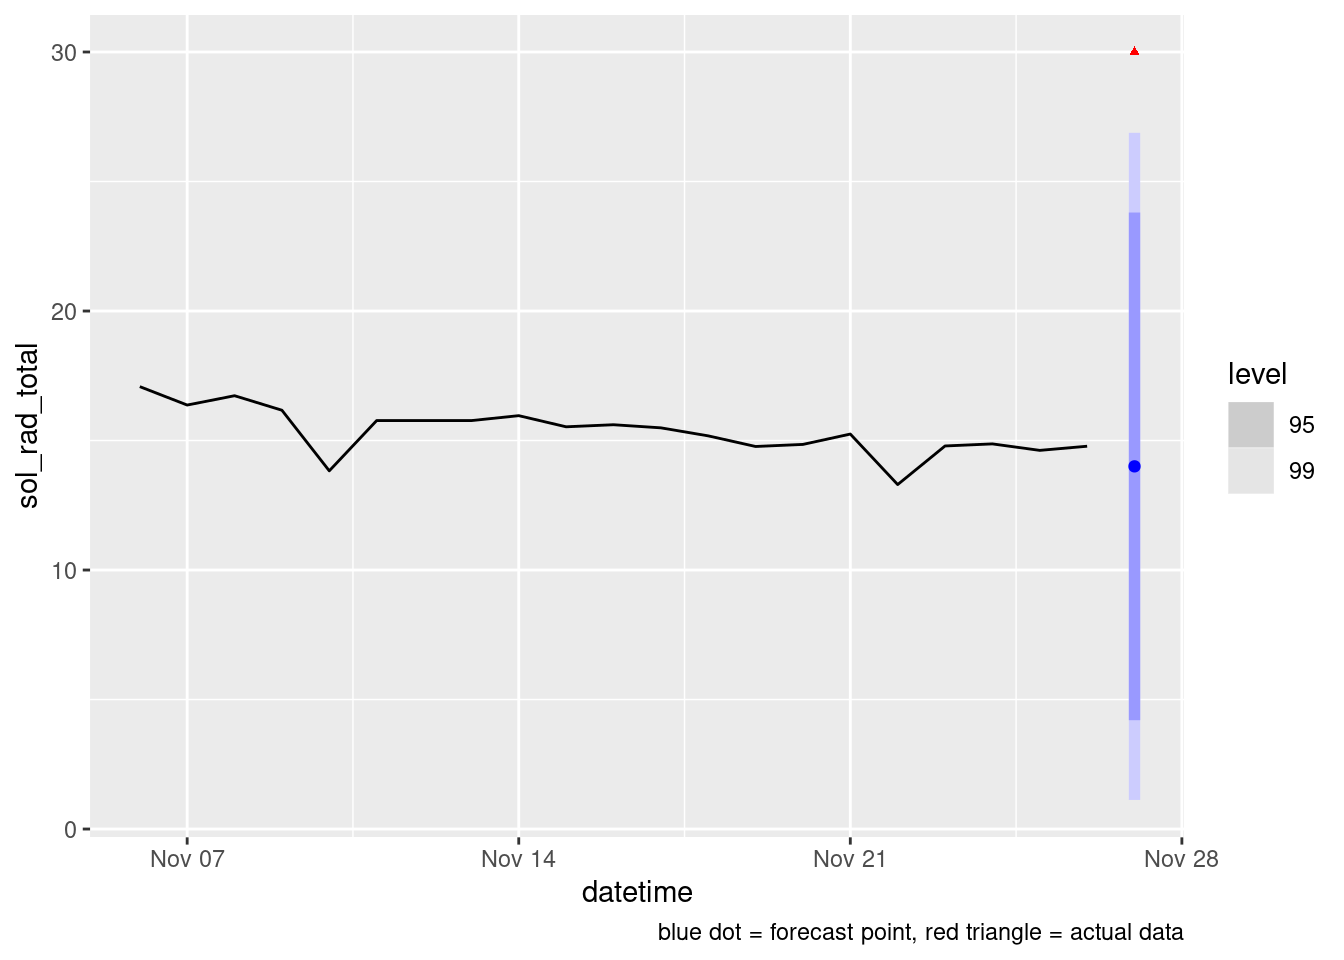 30
20
10
0
sol_rad_total
Nov 07
Nov 14
Nov 21
Nov 28
datetime
level
95
99
blue dot = forecast point, red triangle = actual data